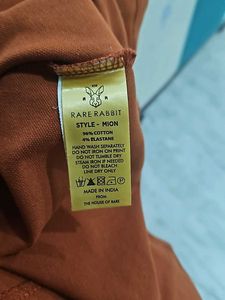 RARE RABBIT
STYLE - MION
96% COTTON
4% ELASTANE
HAND WASH SEPARATELY
DO NOT IRON ON PRINT
DO NOT TUMBLE DRY
STEAM IRON IF NEEDED
DO NOT BLEACH
LINE DRY ONLY
MADE IN INDIA
FROM
THE HOUSE OF RARE